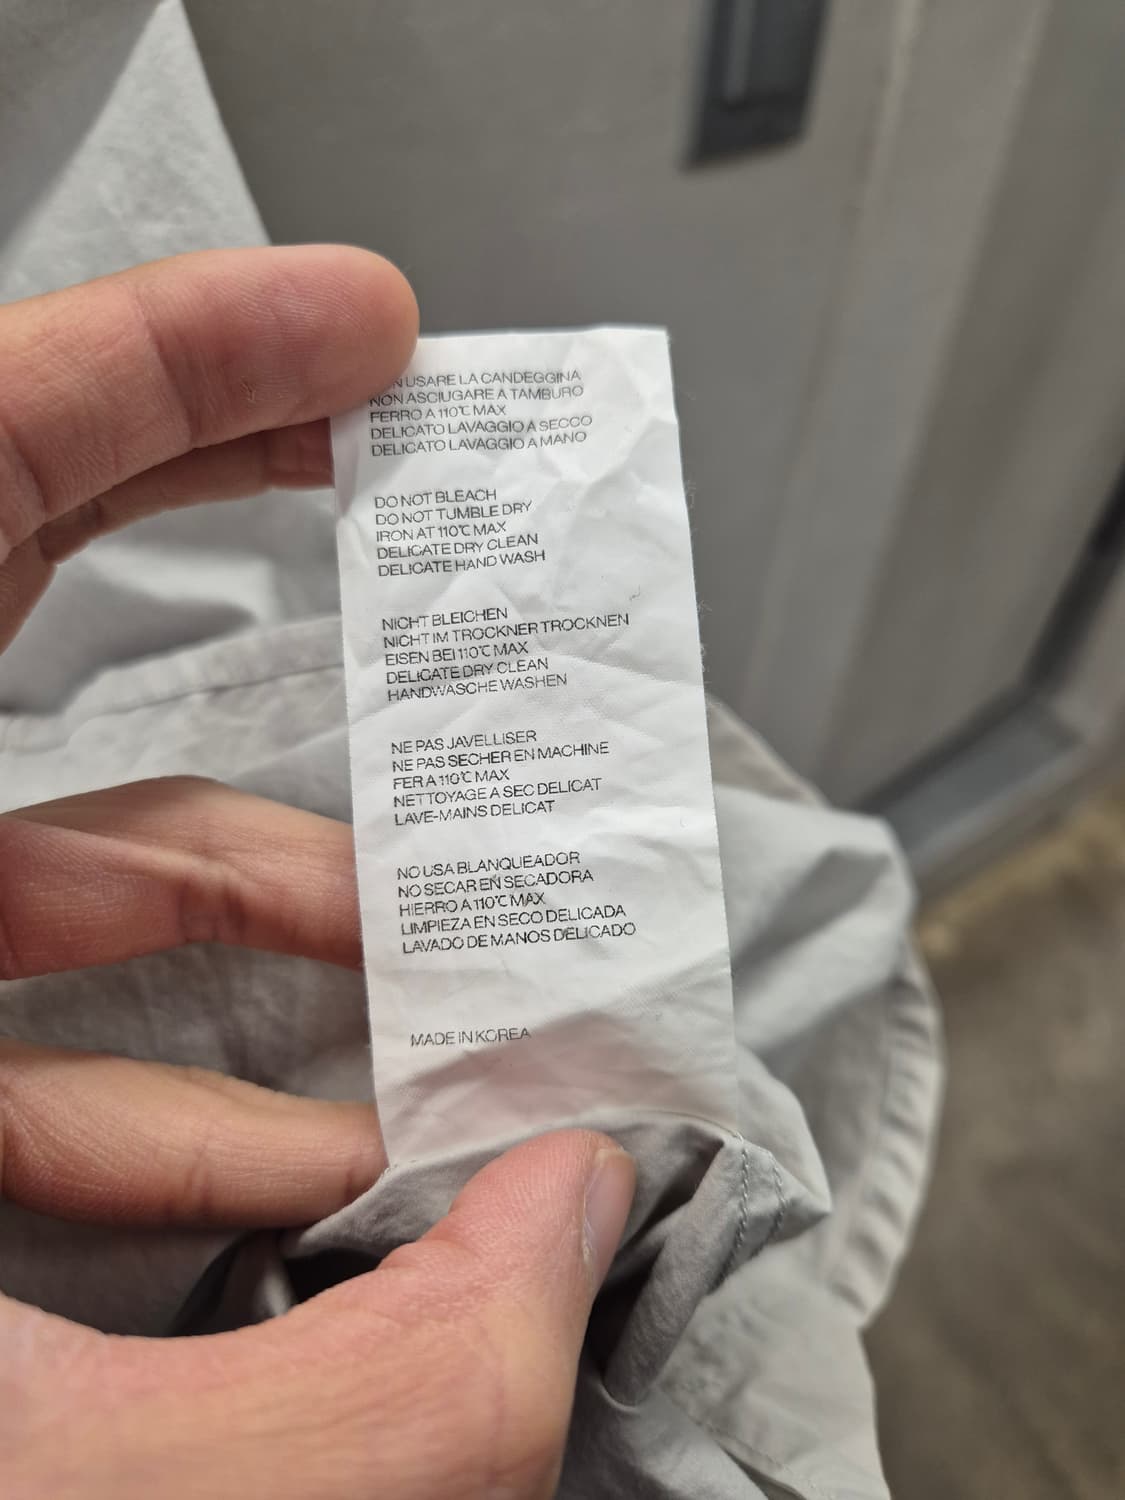 USARE LA CANDEGGINA
NON ASCIUGARE A TAMBURO
FERRO A 110℃ MAX
DELICATO LAVAGGIO A SECCO
DELICATO LAVAGGIO A MANO
DO NOT BLEACH
DO NOT TUMBLE DRY
IRON AT 110℃ MAX
DELICATE DRY CLEAN
DELICATE HAND WASH
NICHT BLEICHEN
NICHT IM TROCKNER TROCKNEN
EISEN BEI 110℃ MAX
DELICATE DRY CLEAN
HANDWASCHE WASHEN
NE PAS JAVELLISER
NE PAS SECHER EN MACHINE
FER A 110℃ MAX
NETTOYAGE A SEC DELICAT
LAVE-MAINS DELICAT
NO USA BLANQUEADOR
NO SECAR EN SECADORA
HIERRO A 110℃ MAX
LIMPIEZA EN SECO DELICADA
LAVADO DE MANOS DELICADO
MADE IN KOREA